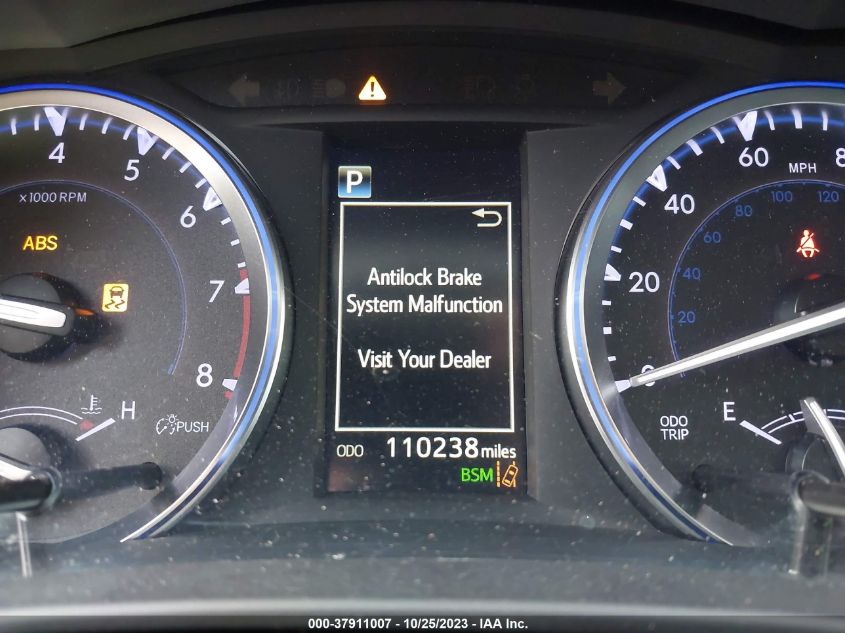 4
5
6
7
8
x1000 RPM
ABS
H
PUSH
P
Antilock Brake
System Malfunction
Visit Your Dealer
ODO 110238 miles
BSM
0
20
40
60
8
MPH
20
40
60
80
100
120
ODO
TRIP
E
000-37911007 - 10/25/2023 - IAA Inc.